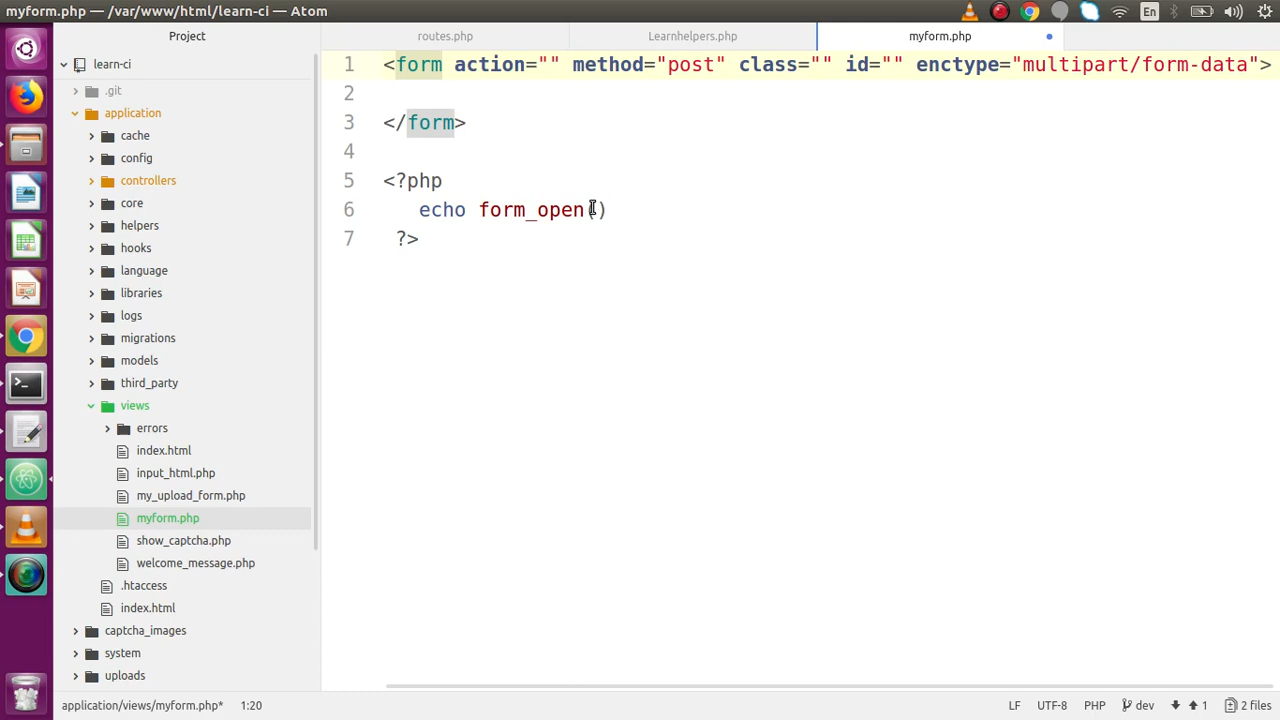 myform.php — /var/www/html/learn-ci — Atom
En
Project
routes.php
Learnhelpers.php
myform.php
learn-ci
.git
application
cache
config
controllers
core
helpers
hooks
language
libraries
logs
migrations
models
third_party
views
errors
index.html
input_html.php
my_upload_form.php
myform.php
show_captcha.php
welcome_message.php
.htaccess
index.html
captcha_images
system
uploads
1 <form action="" method="post" class="" id="" enctype="multipart/form-data">
2
3 </form>
4
5 <?php
6 echo form_open()
7 ?>
application/views/myform.php* 1:20
LF UTF-8 PHP dev 1 2 files